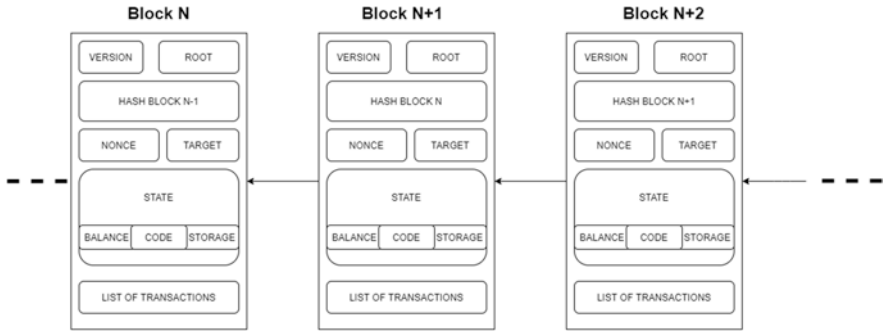 Block N
Block N+1
Block N+2
VERSION ROOT
VERSION ROOT
VERSION ROOT
HASH BLOCK N-1
HASH BLOCK N
HASH BLOCK N+1
NONCE TARGET
NONCE TARGET
NONCE TARGET
STATE
STATE
STATE
BALANCE CODE STORAGE
BALANCE CODE STORAGE
BALANCE CODE STORAGE
LIST OF TRANSACTIONS
LIST OF TRANSACTIONS
LIST OF TRANSACTIONS